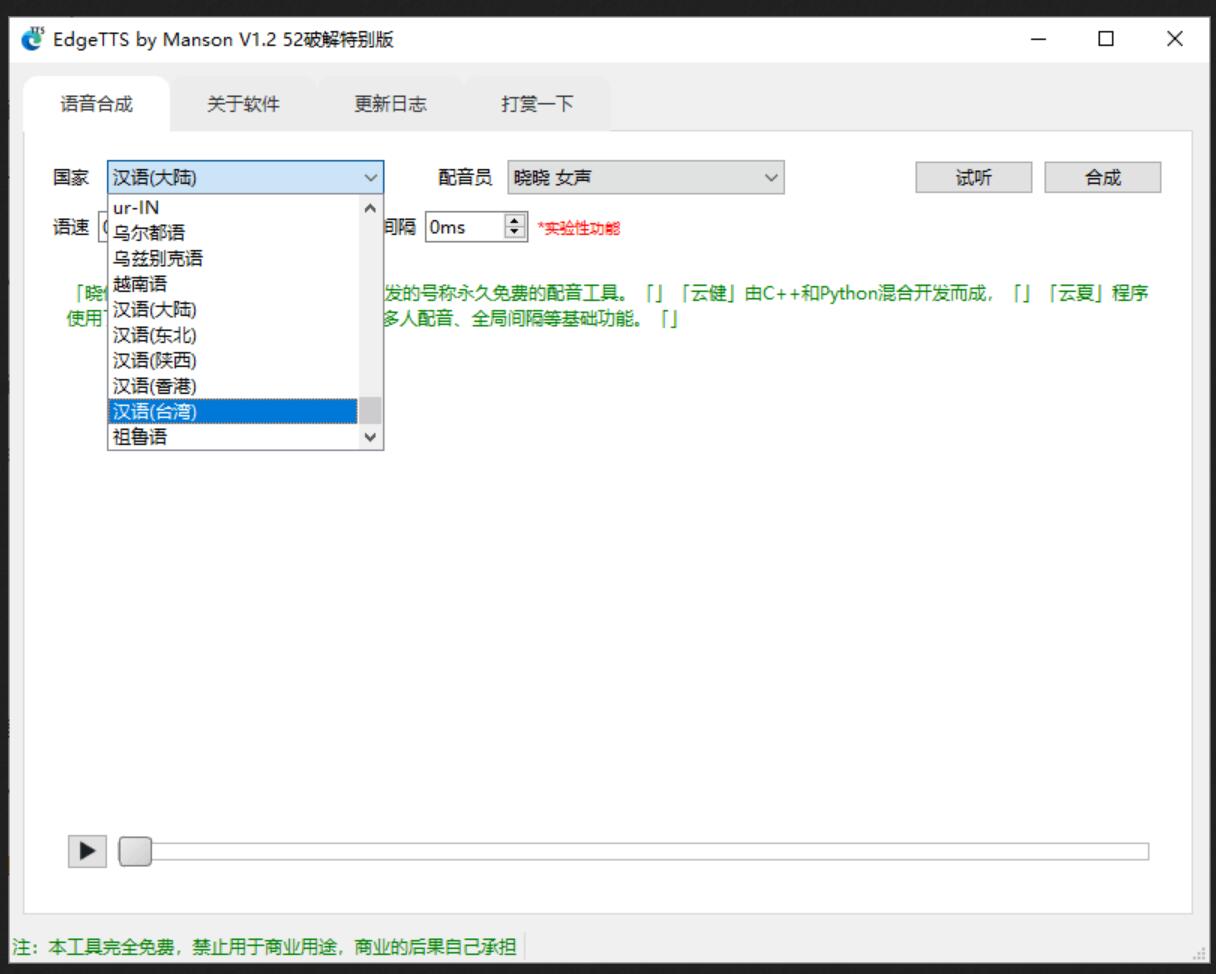 EdgeTTS by Manson V1.2 52破解特别版
语音合成 关于软件 更新日志 打赏一下
国家 汉语(大陆) 配音员 晓晓 女声 试听 合成
语速 间隔 0ms *实验性功能
ur-IN
乌尔都语
乌兹别克语
越南语
汉语(大陆)
汉语(东北)
汉语(陕西)
汉语(香港)
汉语(台湾)
祖鲁语
「晓 发的号称永久免费的配音工具。「」「云健」由C++和Python混合开发而成，「」「云夏」程序
使用 多人配音、全局间隔等基础功能。「」
注：本工具完全免费，禁止用于商业用途，商业的后果自己承担